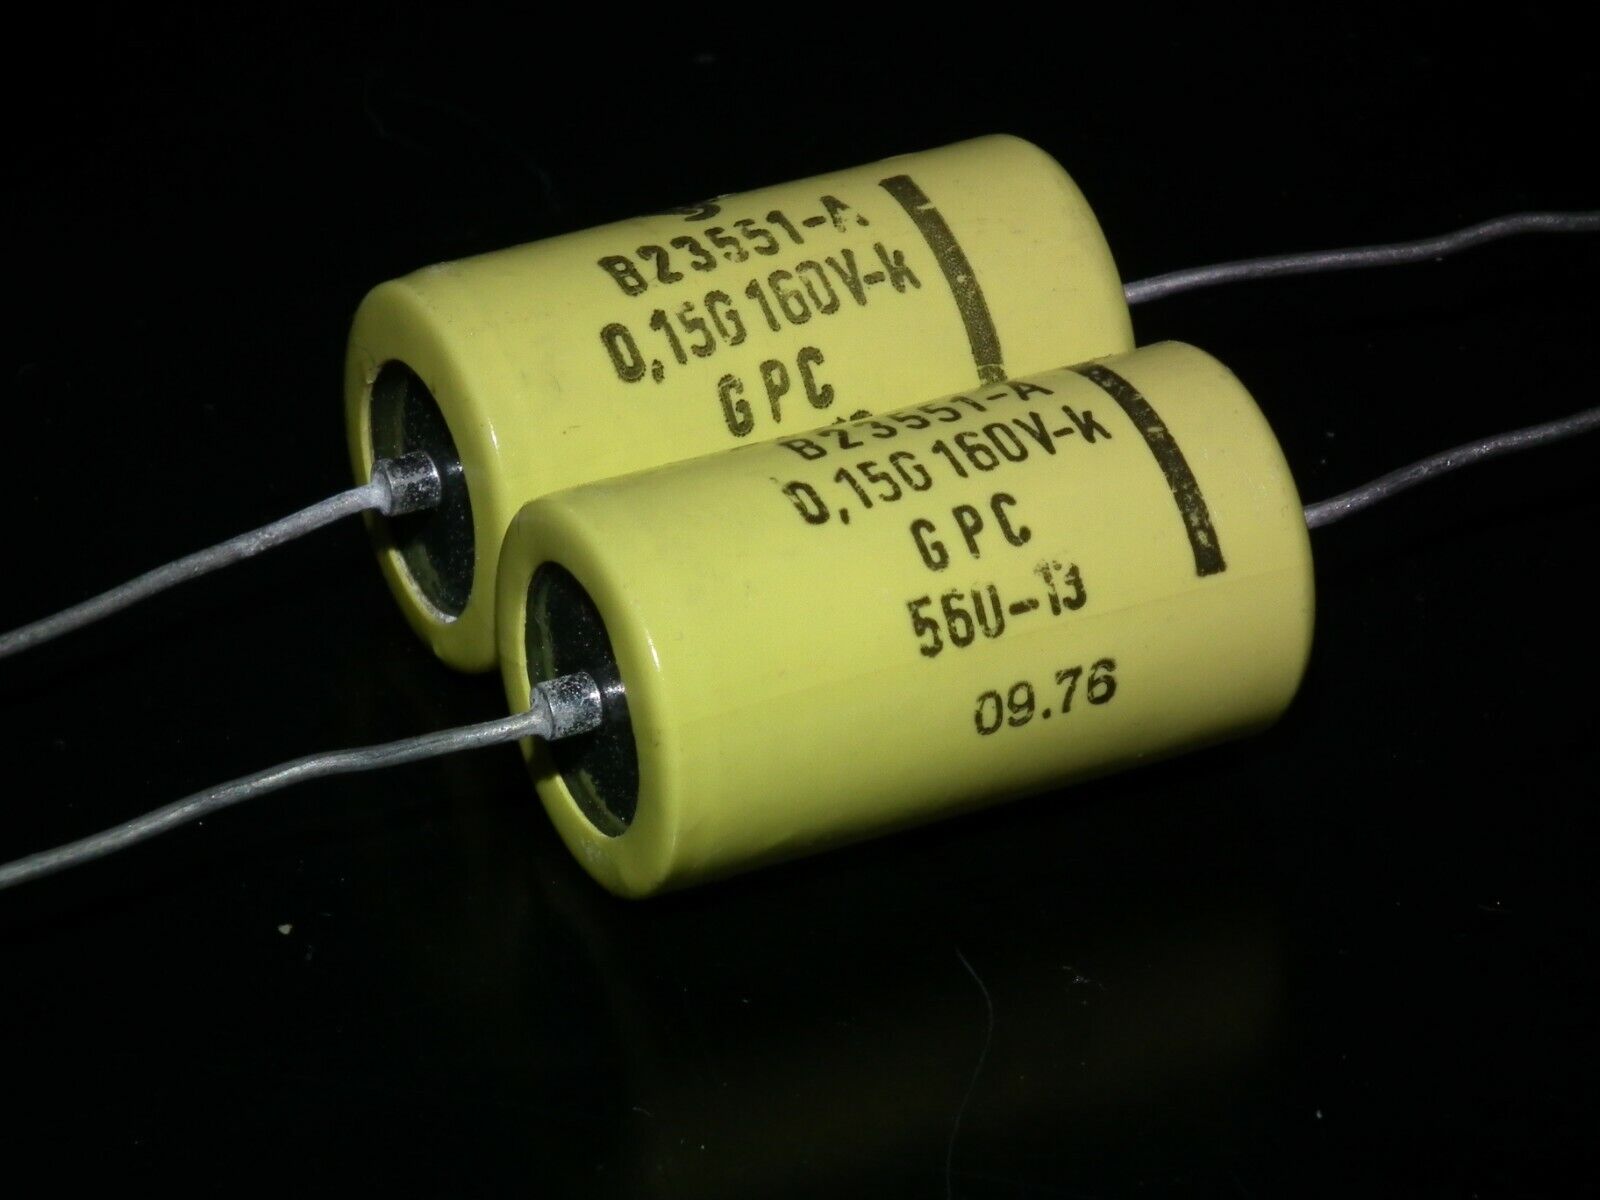 B23551-A
0,15G 160V-K
GPC
B23551-A
0,15G 160V-K
GPC
56U-13
09.76